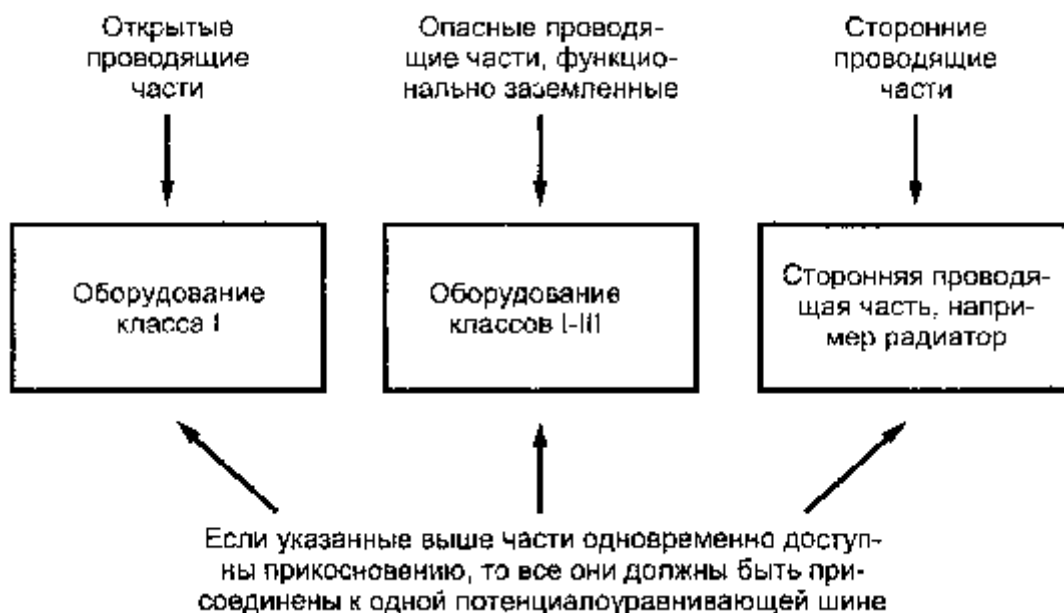 Открытые
проводящие
части
Опасные проводя-
щие части, функцио-
нально заземленные
Сторонние
проводящие
части
Оборудование
класса I
Оборудование
классов I-III
Сторонняя проводя-
щая часть, напри-
мер радиатор
Если указанные выше части одновременно доступ-
ны прикосновению, то все они должны быть при-
соединены к одной потенциалоуравнивающей шине